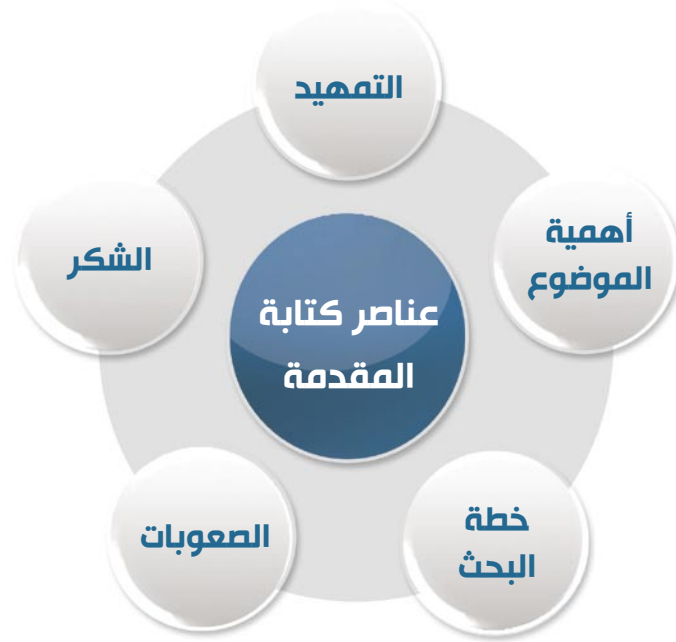 التمهيد
أهمية
الموضوع
خطة
البحث
الصعوبات
الشكر
عناصر كتابة
المقدمة